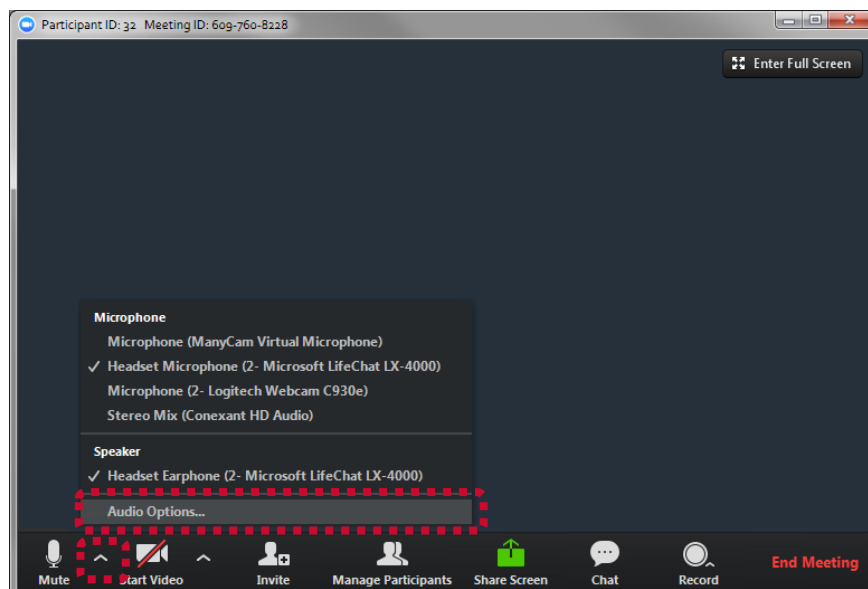 Participant ID: 32 Meeting ID: 609-760-8228
Enter Full Screen
Microphone
Microphone (ManyCam Virtual Microphone)
Headset Microphone (2- Microsoft LifeChat LX-4000)
Microphone (2- Logitech Webcam C930e)
Stereo Mix (Conexant HD Audio)
Speaker
Headset Earphone (2- Microsoft LifeChat LX-4000)
Audio Options...
Mute Start Video Invite Manage Participants Share Screen Chat Record End Meeting